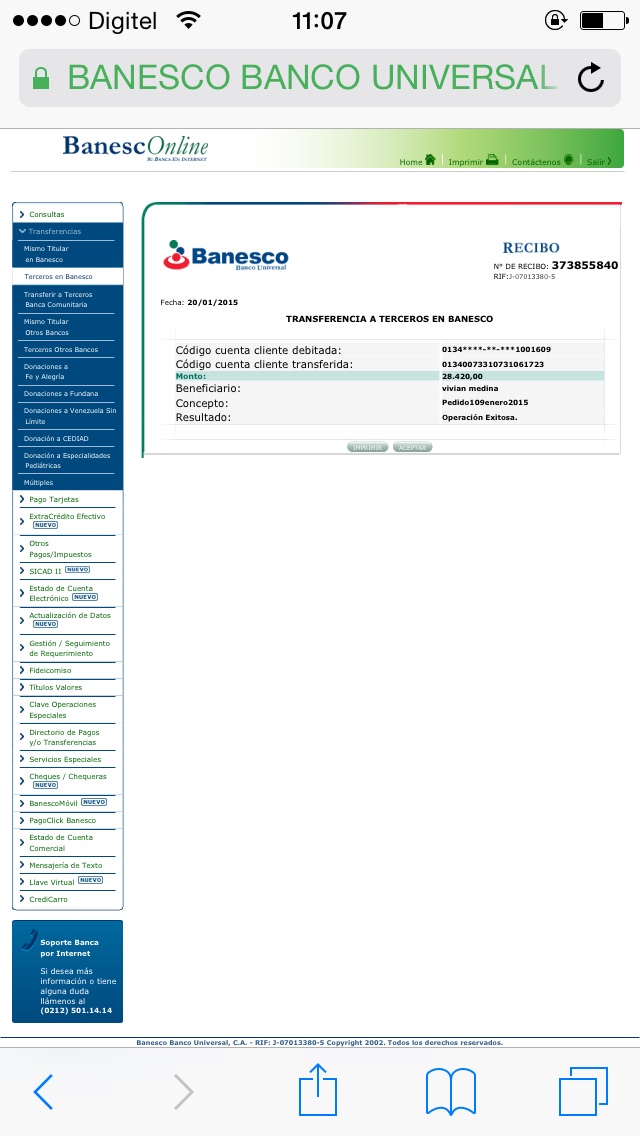 Digitel 11:07
BANESCO BANCO UNIVERSAL
BanescOnline
SU BANCA EN INTERNET
Home Imprimir Contáctenos Salir
Consultas
Transferencias
Mismo Titular
en Banesco
Terceros en Banesco
Transferir a Terceros
Banca Comunitaria
Mismo Titular
Otros Bancos
Terceros Otros Bancos
Donaciones a
Fe y Alegría
Donaciones a Fundana
Donaciones a Venezuela Sin
Límite
Donación a CEDIAD
Donación a Especialidades
Pediátricas
Múltiples
Pago Tarjetas
ExtraCrédito Efectivo
NUEVO
Otros
Pagos/Impuestos
SICAD II NUEVO
Estado de Cuenta
Electrónico NUEVO
Actualización de Datos
NUEVO
Gestión / Seguimiento
de Requerimiento
Fideicomiso
Títulos Valores
Clave Operaciones
Especiales
Directorio de Pagos
y/o Transferencias
Servicios Especiales
Cheques / Chequeras
NUEVO
BanescoMóvil NUEVO
PagoClick Banesco
Estado de Cuenta
Comercial
Mensajería de Texto
Llave Virtual NUEVO
CrediCarro
Soporte Banca
por Internet
Si desea más
información o tiene
alguna duda
llámenos al
(0212) 501.14.14
Banesco
Banco Universal
RECIBO
N° DE RECIBO: 373855840
RIF:J-07013380-5
Fecha: 20/01/2015
TRANSFERENCIA A TERCEROS EN BANESCO
Código cuenta cliente debitada: 0134****-**-***1001609
Código cuenta cliente transferida: 01340073310731061723
Monto: 28.420,00
Beneficiario: vivian medina
Concepto: Pedido109enero2015
Resultado: Operación Exitosa.
IMPRIMIR ACEPTAR
Banesco Banco Universal, C.A. - RIF: J-07013380-5 Copyright 2002. Todos los derechos reservados.